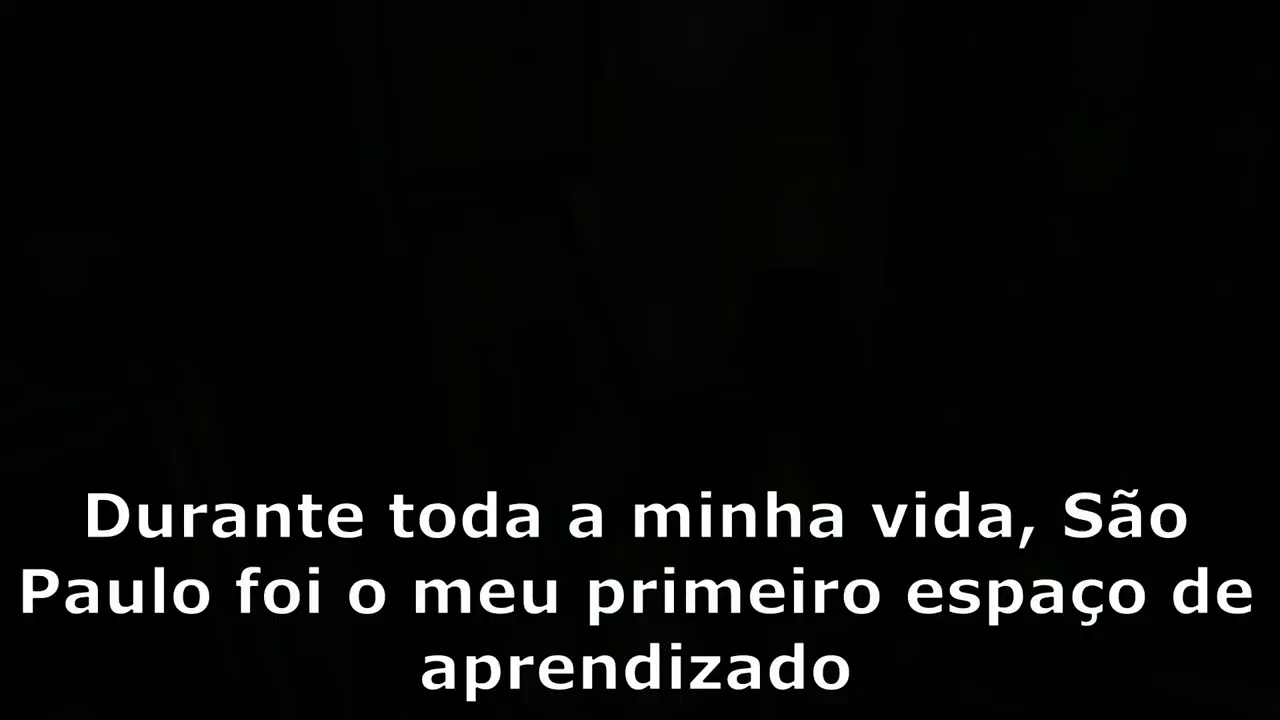 Durante toda a minha vida, São
Paulo foi o meu primeiro espaço de
aprendizado